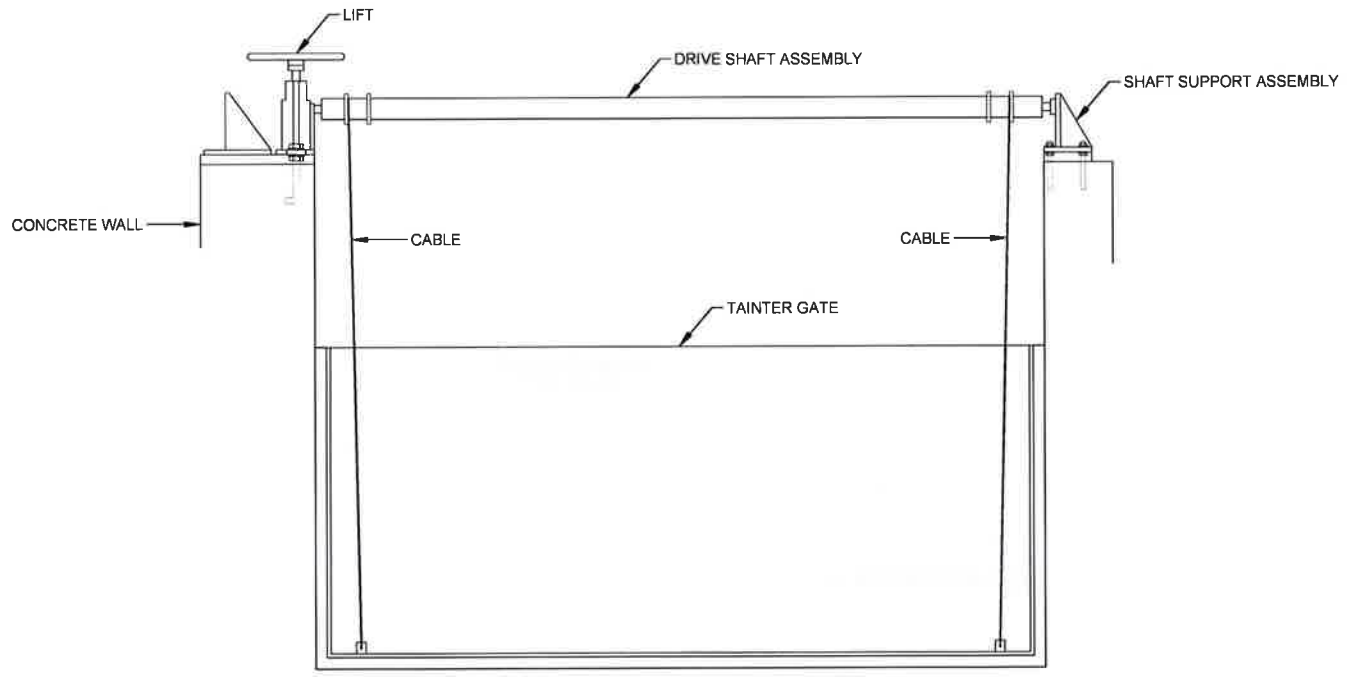 LIFT
DRIVE SHAFT ASSEMBLY
SHAFT SUPPORT ASSEMBLY
CONCRETE WALL
CABLE
CABLE
TAINTER GATE